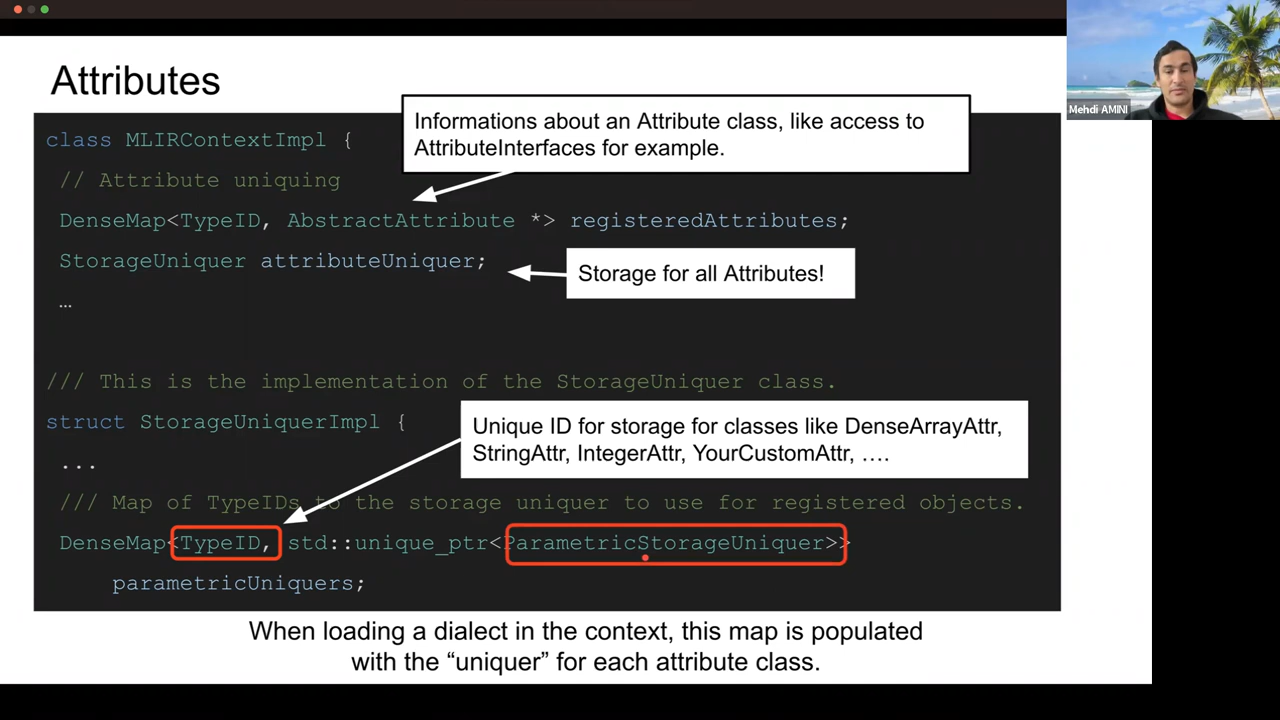 Mehdi AMINI
Attributes
Informations about an Attribute class, like access to
AttributeInterfaces for example.
class MLIRContextImpl {
// Attribute uniquing
DenseMap<TypeID, AbstractAttribute *> registeredAttributes;
StorageUniquer attributeUniquer;
Storage for all Attributes!
…
/// This is the implementation of the StorageUniquer class.
struct StorageUniquerImpl {
Unique ID for storage for classes like DenseArrayAttr,
StringAttr, IntegerAttr, YourCustomAttr, ….
...
/// Map of TypeIDs to the storage uniquer to use for registered objects.
DenseMap<TypeID, std::unique_ptr<ParametricStorageUniquer>>
parametricUniquers;
When loading a dialect in the context, this map is populated
with the “uniquer” for each attribute class.